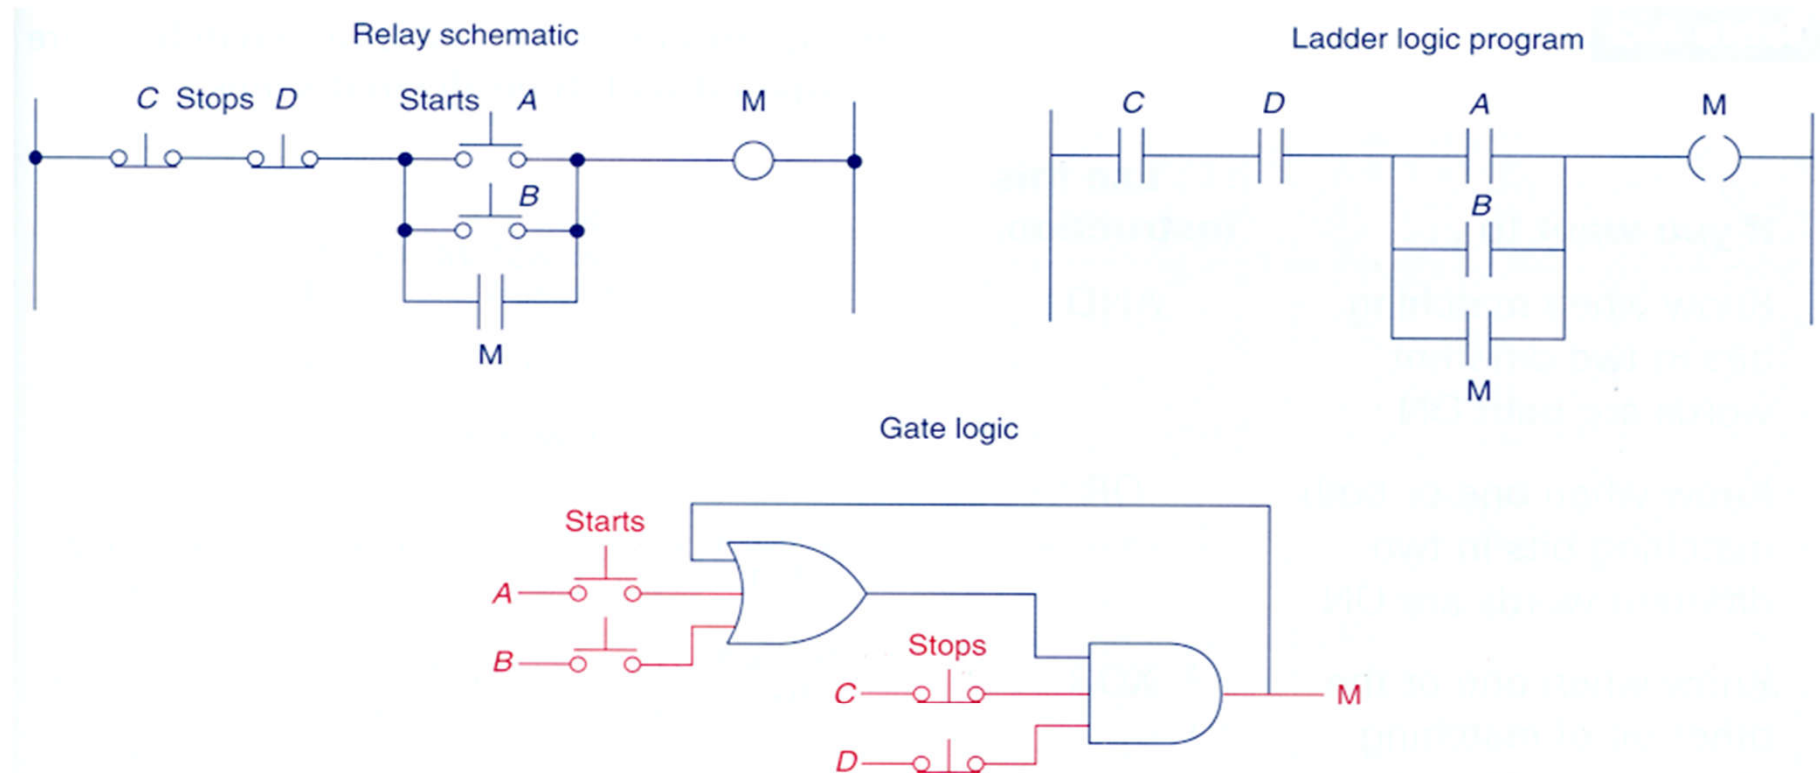 Relay schematic
C Stops D Starts A M
B
M
Ladder logic program
C D A M
B
M
Gate logic
Starts
A
B
Stops
C
D
M